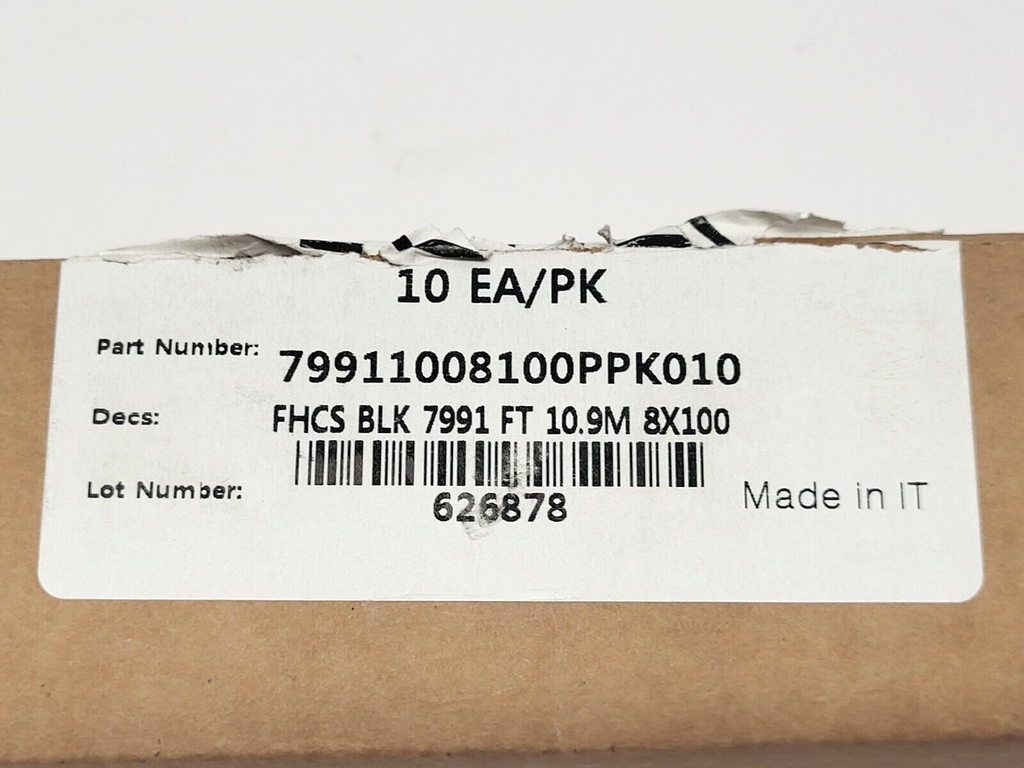 10 EA/PK
Part Number: 79911008100PPK010
Decs: FHCS BLK 7991 FT 10.9M 8X100
Lot Number: 626878
Made in IT